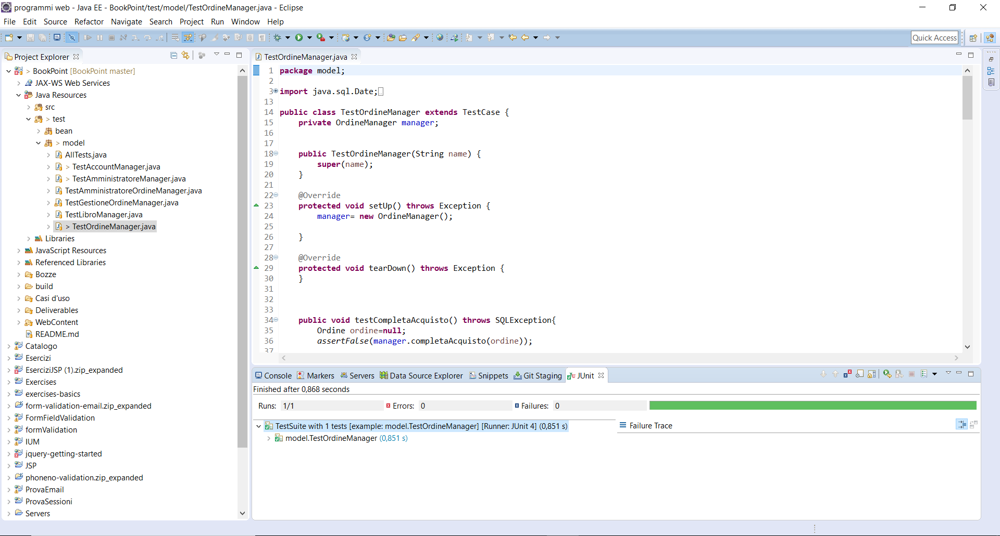 programmi web - Java EE - BookPoint/test/model/TestOrdineManager.java - Eclipse
File Edit Source Refactor Navigate Search Project Run Window Help
Quick Access
Project Explorer
> BookPoint [BookPoint master]
JAX-WS Web Services
Java Resources
src
> test
bean
> model
AllTests.java
> TestAccountManager.java
> TestAmministratoreManager.java
TestAmministratoreOrdineManager.java
TestGestioneOrdineManager.java
TestLibroManager.java
> TestOrdineManager.java
Libraries
JavaScript Resources
Referenced Libraries
Bozze
build
Casi d'uso
Deliverables
WebContent
README.md
Catalogo
Esercizi
EserciziJSP (1).zip_expanded
Exercises
exercises-basics
form-validation-email.zip_expanded
FormFieldValidation
formValidation
IUM
jquery-getting-started
JSP
phoneno-validation.zip_expanded
ProvaEmail
ProvaSessioni
Servers
TestOrdineManager.java
1 package model;
2
3 import java.sql.Date;
13
14 public class TestOrdineManager extends TestCase {
15 private OrdineManager manager;
16
17
18 public TestOrdineManager(String name) {
19 super(name);
20 }
21
22 @Override
23 protected void setUp() throws Exception {
24 manager= new OrdineManager();
25
26 }
27
28 @Override
29 protected void tearDown() throws Exception {
30 }
31
32
33
34 public void testCompletaAcquisto() throws SQLException{
35 Ordine ordine=null;
36 assertFalse(manager.completaAcquisto(ordine));
37
Console Markers Servers Data Source Explorer Snippets Git Staging JUnit
Finished after 0,868 seconds
Runs: 1/1 Errors: 0 Failures: 0
TestSuite with 1 tests [example: model.TestOrdineManager] [Runner: JUnit 4] (0,851 s)
model.TestOrdineManager (0,851 s)
Failure Trace